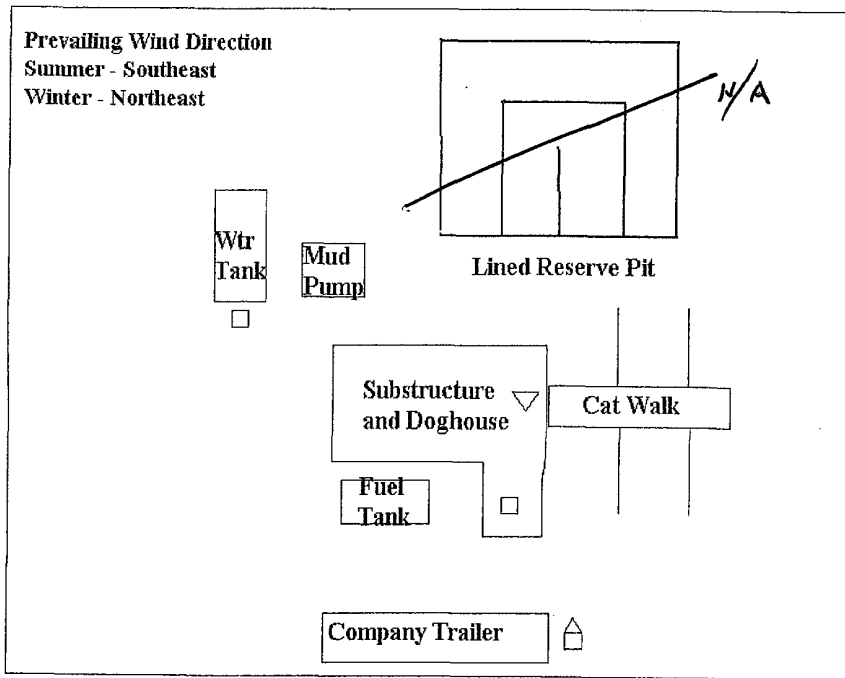 Prevailing Wind Direction
Summer - Southeast
Winter - Northeast
N/A
Wtr
Tank
Mud
Pump
Lined Reserve Pit
Substructure
and Doghouse
Cat Walk
Fuel
Tank
Company Trailer